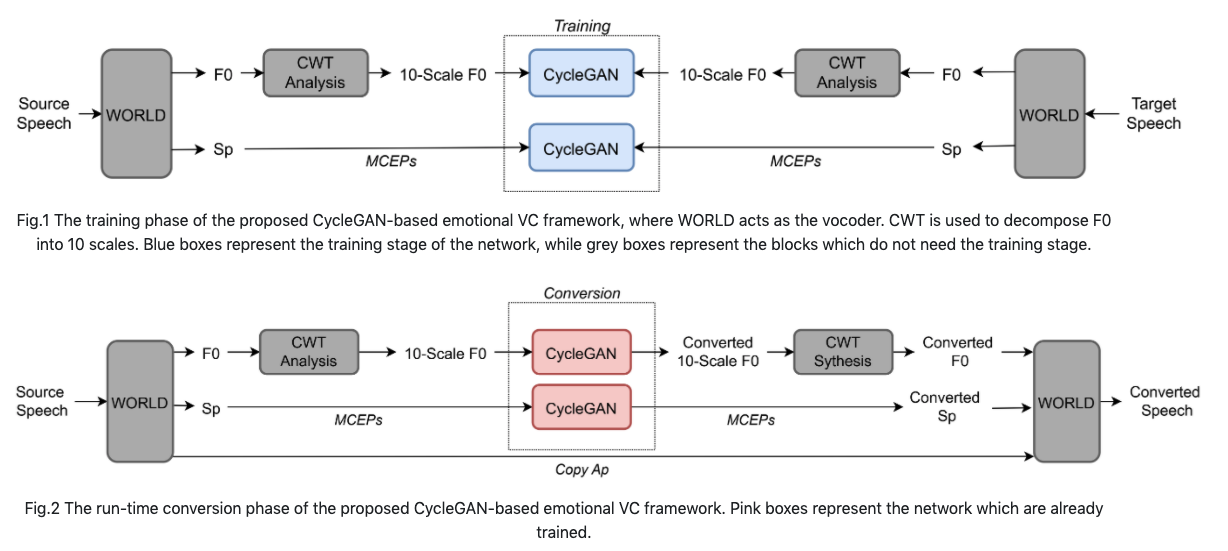 Training
Source
Speech
WORLD
F0
CWT
Analysis
10-Scale F0
CycleGAN
10-Scale F0
CWT
Analysis
F0
WORLD
Target
Speech
Sp
MCEPs
CycleGAN
MCEPs
Sp
Fig.1 The training phase of the proposed CycleGAN-based emotional VC framework, where WORLD acts as the vocoder. CWT is used to decompose F0
into 10 scales. Blue boxes represent the training stage of the network, while grey boxes represent the blocks which do not need the training stage.
Conversion
Source
Speech
WORLD
F0
CWT
Analysis
10-Scale F0
CycleGAN
Converted
10-Scale F0
CWT
Sythesis
Converted
F0
Sp
MCEPs
CycleGAN
MCEPs
Converted
Sp
WORLD
Converted
Speech
Copy Ap
Fig.2 The run-time conversion phase of the proposed CycleGAN-based emotional VC framework. Pink boxes represent the network which are already
trained.